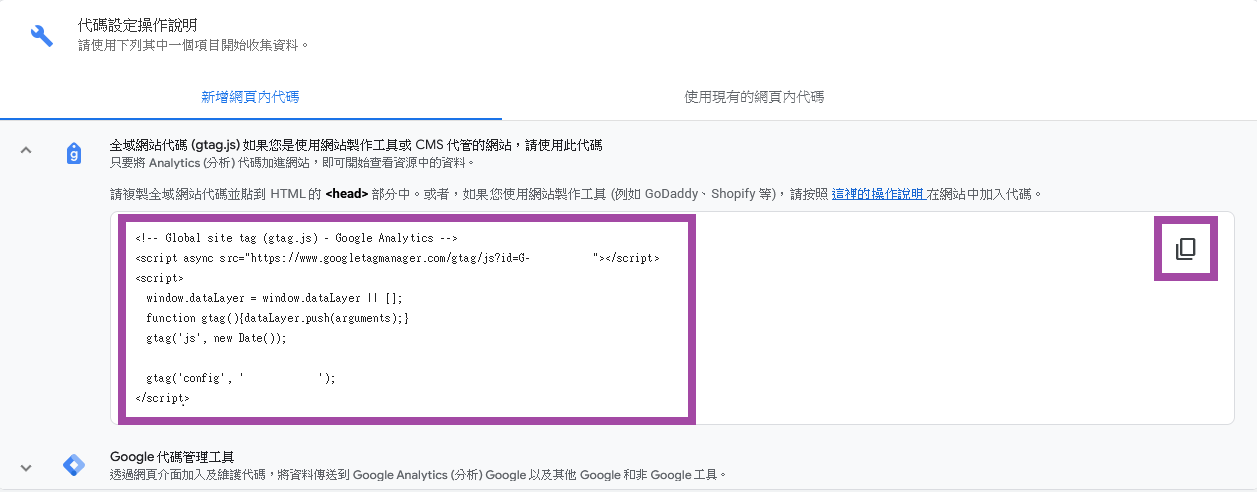 代碼設定操作說明
請使用下列其中一個項目開始收集資料。
新增網頁內代碼
使用現有的網頁內代碼
全域網站代碼 (gtag.js) 如果您是使用網站製作工具或 CMS 代管的網站，請使用此代碼
只要將 Analytics (分析) 代碼加進網站，即可開始查看資源中的資料。
請複製全域網站代碼並貼到 HTML 的 <head> 部分中。或者，如果您使用網站製作工具 (例如 GoDaddy、Shopify 等)，請按照 這裡的操作說明 在網站中加入代碼。
<!-- Global site tag (gtag.js) - Google Analytics -->
<script async src="https://www.googletagmanager.com/gtag/js?id=G-          "></script>
<script>
  window.dataLayer = window.dataLayer || [];
  function gtag(){dataLayer.push(arguments);}
  gtag('js', new Date());
  gtag('config', '            ');
</script>
Google 代碼管理工具
透過網頁介面加入及維護代碼，將資料傳送到 Google Analytics (分析) Google 以及其他 Google 和非 Google 工具。